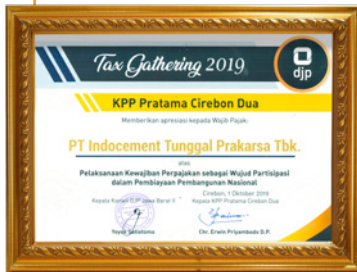 Tax Gathering 2019
djp
KPP Pratama Cirebon Dua
Memberikan apresiasi kepada Wajib Pajak:
PT Indocement Tunggal Prakarsa Tbk.
atas
Pelaksanaan Kewajiban Perpajakan sebagai Wujud Partisipasi
dalam Pembiayaan Pembangunan Nasional
Cirebon, 1 Oktober 2019
Kepala Kanwil DJP Jawa Barat II
Kepala KPP Pratama Cirebon Dua
Yoyok Satiotomo
Chr. Erwin Priyambodo D.P.